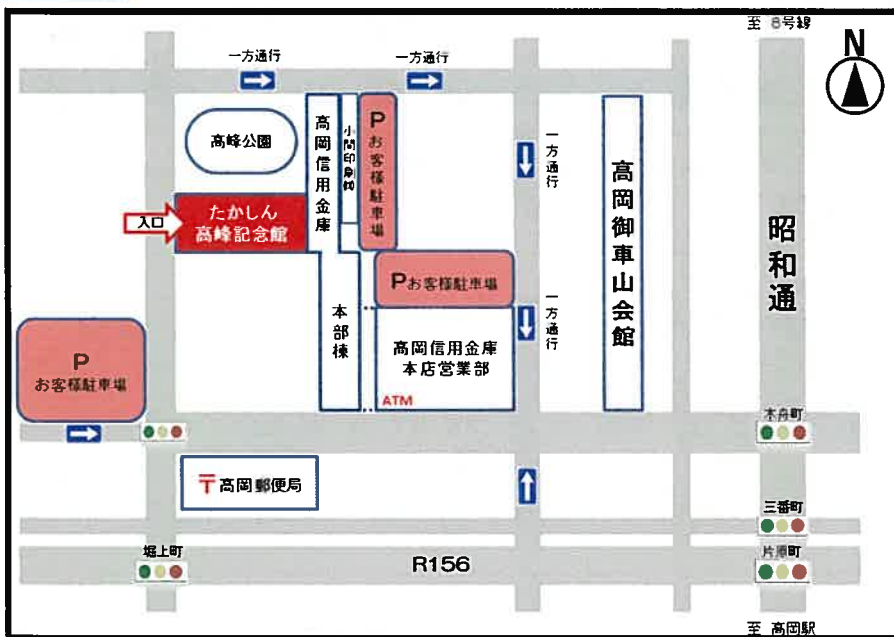 至 8号線
N
一方通行
一方通行
高峰公園
高岡信用金庫
小間印刷㈱
P
お客様駐車場
一方通行
高岡御車山会館
昭和通
入口
たかしん
高峰記念館
Pお客様駐車場
本部棟
一方通行
高岡信用金庫
本店営業部
ATM
P
お客様駐車場
木舟町
〒高岡郵便局
三番町
堀上町
R156
片原町
至 高岡駅